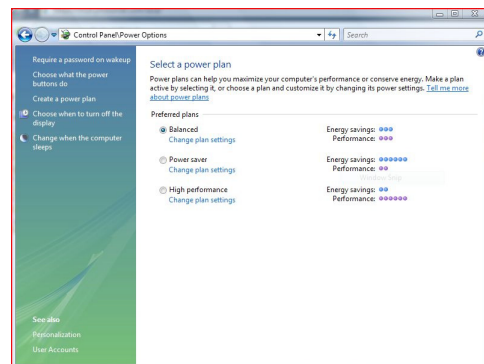 Control Panel\Power Options
Search
Require a password on wakeup
Choose what the power
buttons do
Create a power plan
Choose when to turn off the
display
Change when the computer
sleeps
Select a power plan
Power plans can help you maximize your computer's performance or conserve energy. Make a plan
active by selecting it, or choose a plan and customize it by changing its power settings. Tell me more
about power plans
Preferred plans
Balanced
Energy savings:
Change plan settings
Performance:
Power saver
Energy savings:
Change plan settings
Performance:
Window Snip
High performance
Energy savings:
Change plan settings
Performance:
See also
Personalization
User Accounts